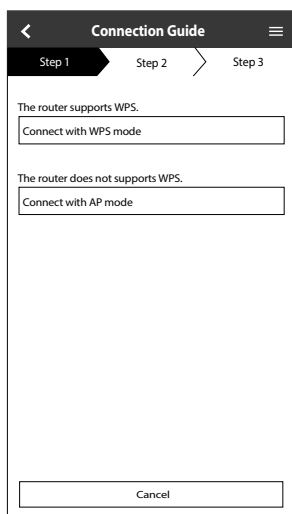 Connection Guide
Step 1 Step 2 Step 3
The router supports WPS.
Connect with WPS mode
The router does not supports WPS.
Connect with AP mode
Cancel